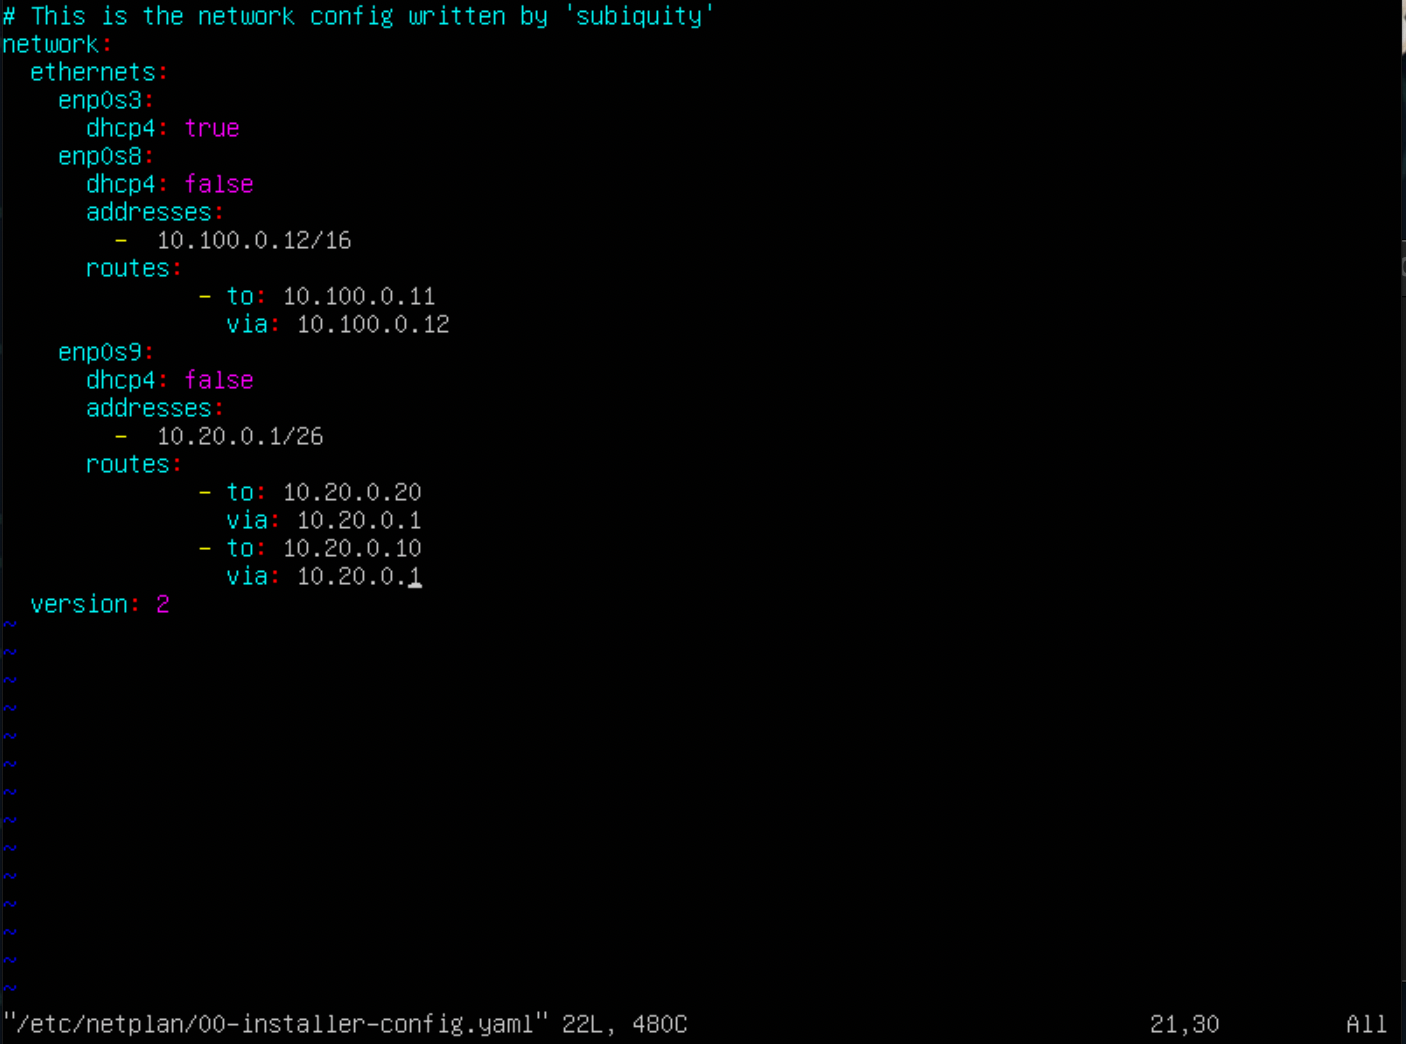 # This is the network config written by 'subiquity'
network:
  ethernets:
    enp0s3:
      dhcp4: true
    enp0s8:
      dhcp4: false
      addresses:
        -  10.100.0.12/16
      routes:
              - to: 10.100.0.11
                via: 10.100.0.12
    enp0s9:
      dhcp4: false
      addresses:
        -  10.20.0.1/26
      routes:
              - to: 10.20.0.20
                via: 10.20.0.1
              - to: 10.20.0.10
                via: 10.20.0.1
  version: 2
~
~
~
~
~
~
~
~
~
~
~
~
~
~
"/etc/netplan/00-installer-config.yaml" 22L, 480C 21,30 All